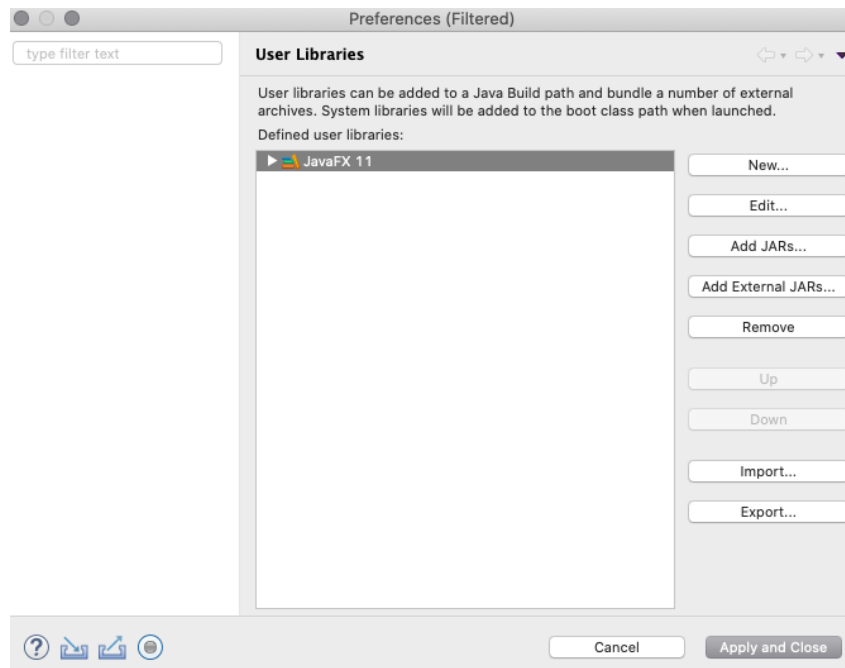 Preferences (Filtered)
type filter text
User Libraries
User libraries can be added to a Java Build path and bundle a number of external
archives. System libraries will be added to the boot class path when launched.
Defined user libraries:
JavaFX 11
New...
Edit...
Add JARs...
Add External JARs...
Remove
Up
Down
Import...
Export...
?
Cancel
Apply and Close